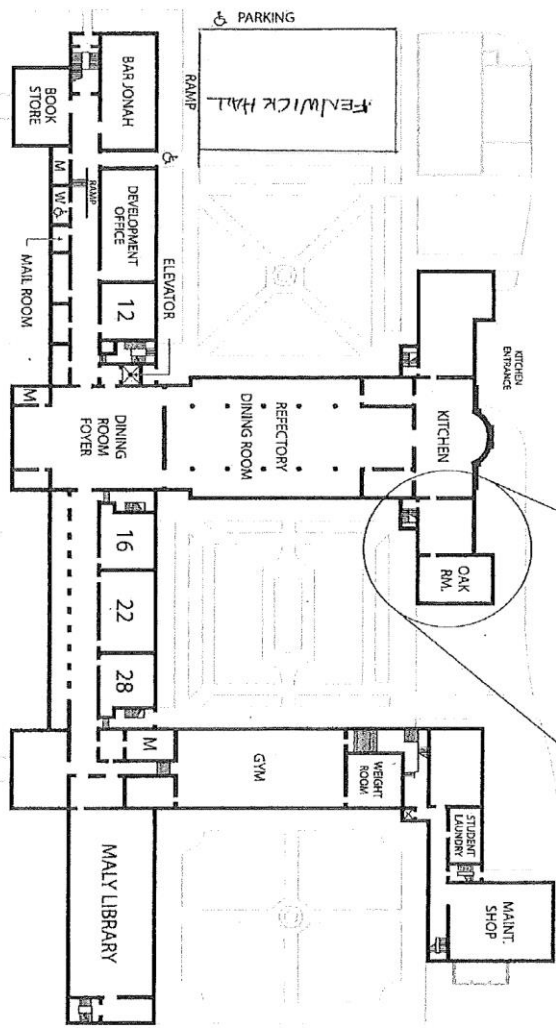 PARKING
FENWICK HALL
RAMP
BAR JONAH
BOOK
STORE
M
W
RAMP
DEVELOPMENT
OFFICE
MAIL ROOM
12
ELEVATOR
KITCHEN
ENTRANCE
KITCHEN
REFECTORY
DINING ROOM
DINING
ROOM
FOYER
M
OAK
RM.
16
22
28
M
GYM
WEIGHT
ROOM
STUDENT
LAUNDRY
MAINT.
SHOP
MALY LIBRARY